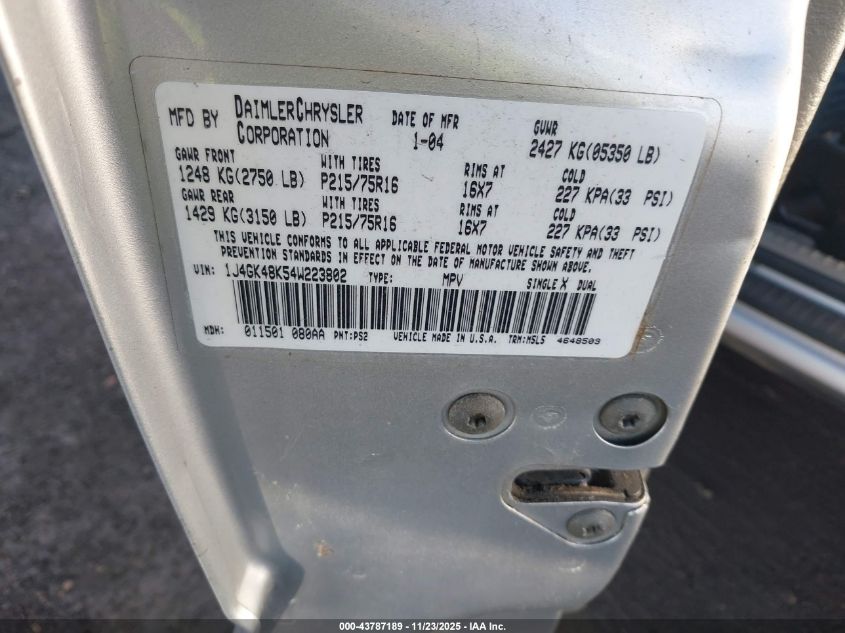 MFD BY DAIMLERCHRYSLER CORPORATION DATE OF MFR 1-04 GVWR 2427 KG(05350 LB)
GAWR FRONT WITH TIRES RIMS AT COLD
1248 KG(2750 LB) P215/75R16 16X7 227 KPA(33 PSI)
GAWR REAR WITH TIRES RIMS AT COLD
1429 KG(3150 LB) P215/75R16 16X7 227 KPA(33 PSI)
THIS VEHICLE CONFORMS TO ALL APPLICABLE FEDERAL MOTOR VEHICLE SAFETY AND THEFT
PREVENTION STANDARDS IN EFFECT ON THE DATE OF MANUFACTURE SHOWN ABOVE.
VIN: 1J4GK48K54W223802 TYPE: MPV SINGLE X DUAL
MDH: 011501 080AA PNT:PS2 VEHICLE MADE IN U.S.A. TRM:MSLS 4648503
000-43787189 - 11/23/2025 - IAA Inc.